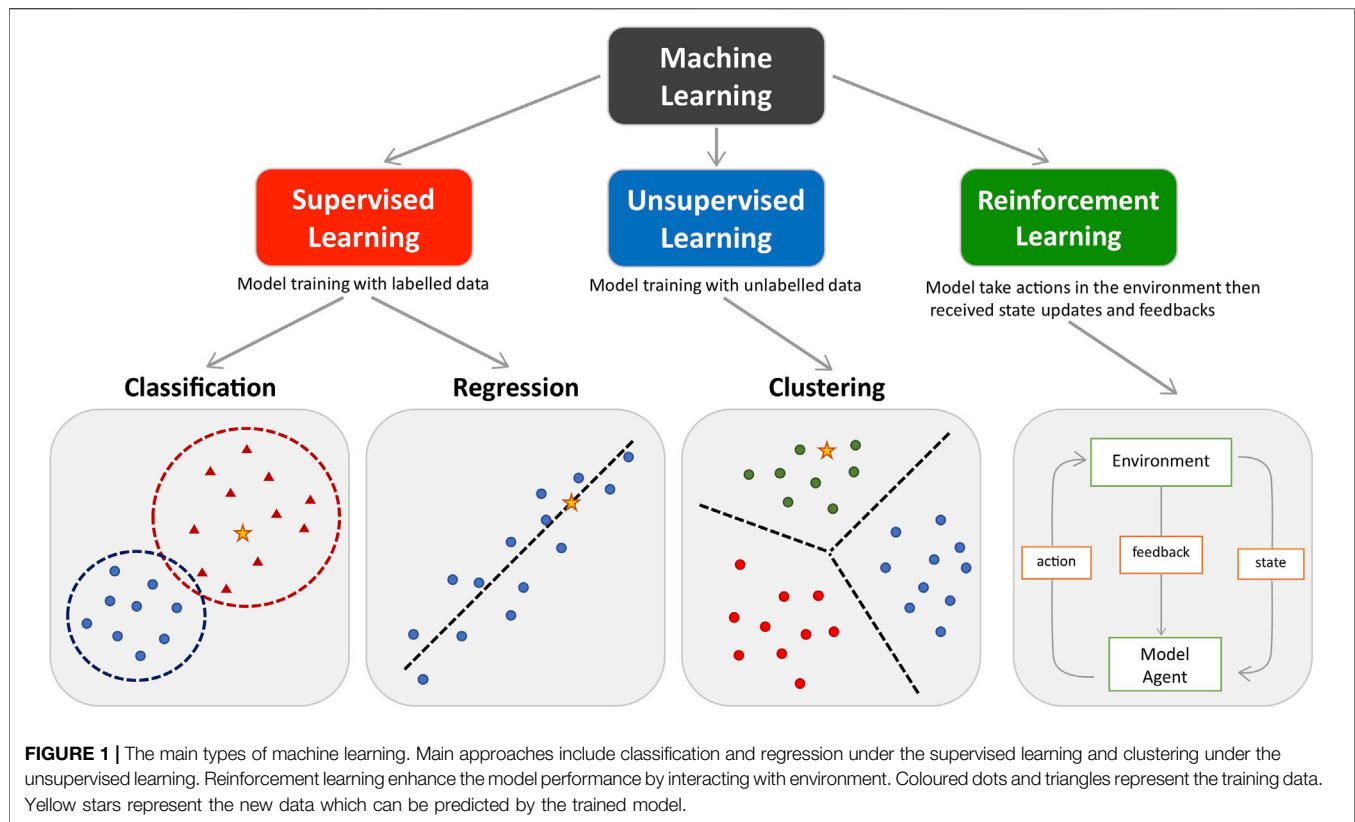 Machine
Learning
Supervised
Learning
Unsupervised
Learning
Reinforcement
Learning
Model training with labelled data
Model training with unlabelled data
Model take actions in the environment then
received state updates and feedbacks
Classification
Regression
Clustering
Environment
action
feedback
state
Model
Agent
FIGURE 1 | The main types of machine learning. Main approaches include classification and regression under the supervised learning and clustering under the
unsupervised learning. Reinforcement learning enhance the model performance by interacting with environment. Coloured dots and triangles represent the training data.
Yellow stars represent the new data which can be predicted by the trained model.